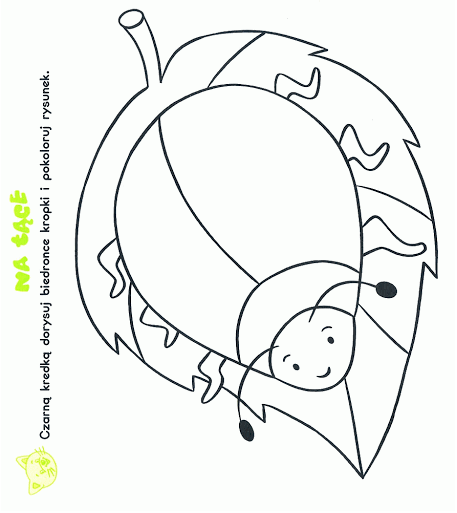 NA ŁĄCE
Czarną kredką dorysuj biedronce kropki i pokoloruj rysunek.